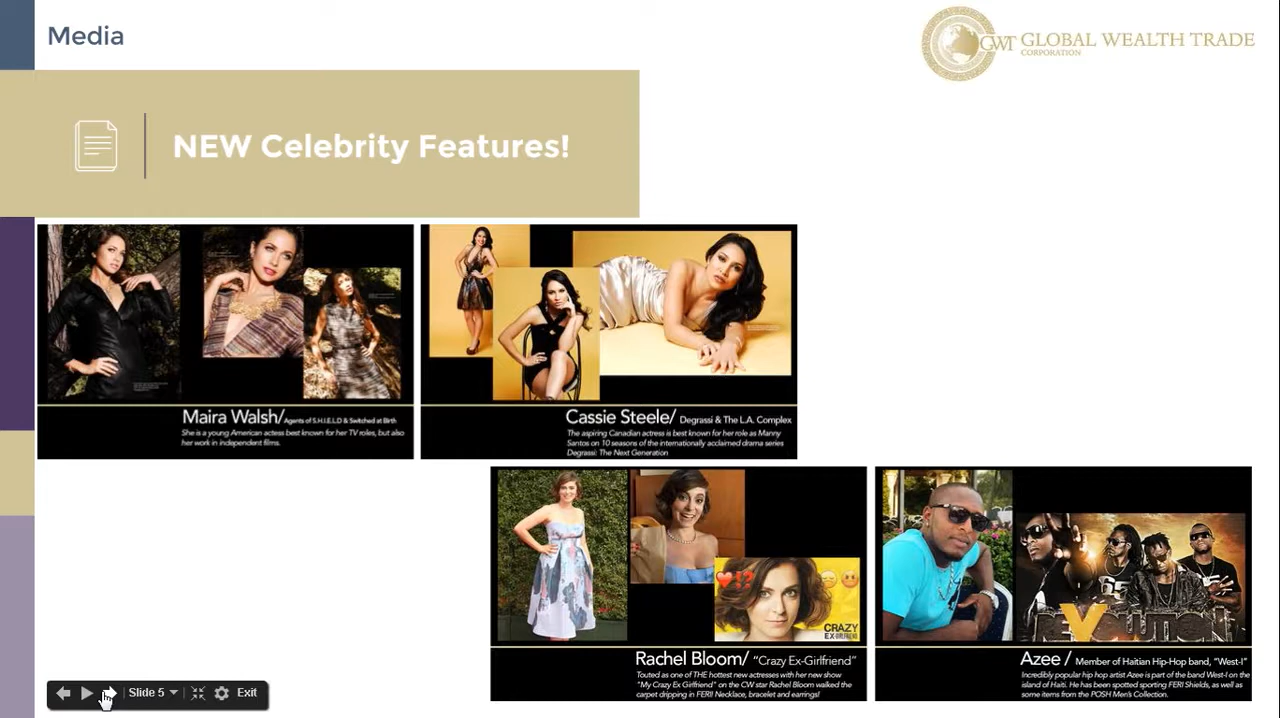 Media
GWT GLOBAL WEALTH TRADE
CORPORATION
NEW Celebrity Features!
Maira Walsh/Agents of S.H.I.E.L.D & Switched at Birth
She is a young American actess best known for her TV roles, but also
her work in independent films.
Cassie Steele/ Degrassi & The L.A. Complex
The aspiring Canadian actress is best known for her role as Manny
Santos on 10 seasons of the internationally acclaimed drama series
Degrassi: The Next Generation
CRAZY
EX-GIRLFRIEND
Rachel Bloom/ "Crazy Ex-Girlfriend"
Touted as one of THE hottest new actresses with her new show
"My Crazy Ex Girlfriend" on the CW star Rachel Bloom walked the
carpet dripping in FERI! Necklace, bracelet and earrings!
REVOLUTION
Azee / Member of Haitian Hip-Hop band, "West-I"
Incredibly popular hip hop artist Azee is part of the band West-I on the
island of Haiti. He has been spotted sporting FERI Shields, as well as
some items from the POSH Men's Collection.
Slide 5
Exit